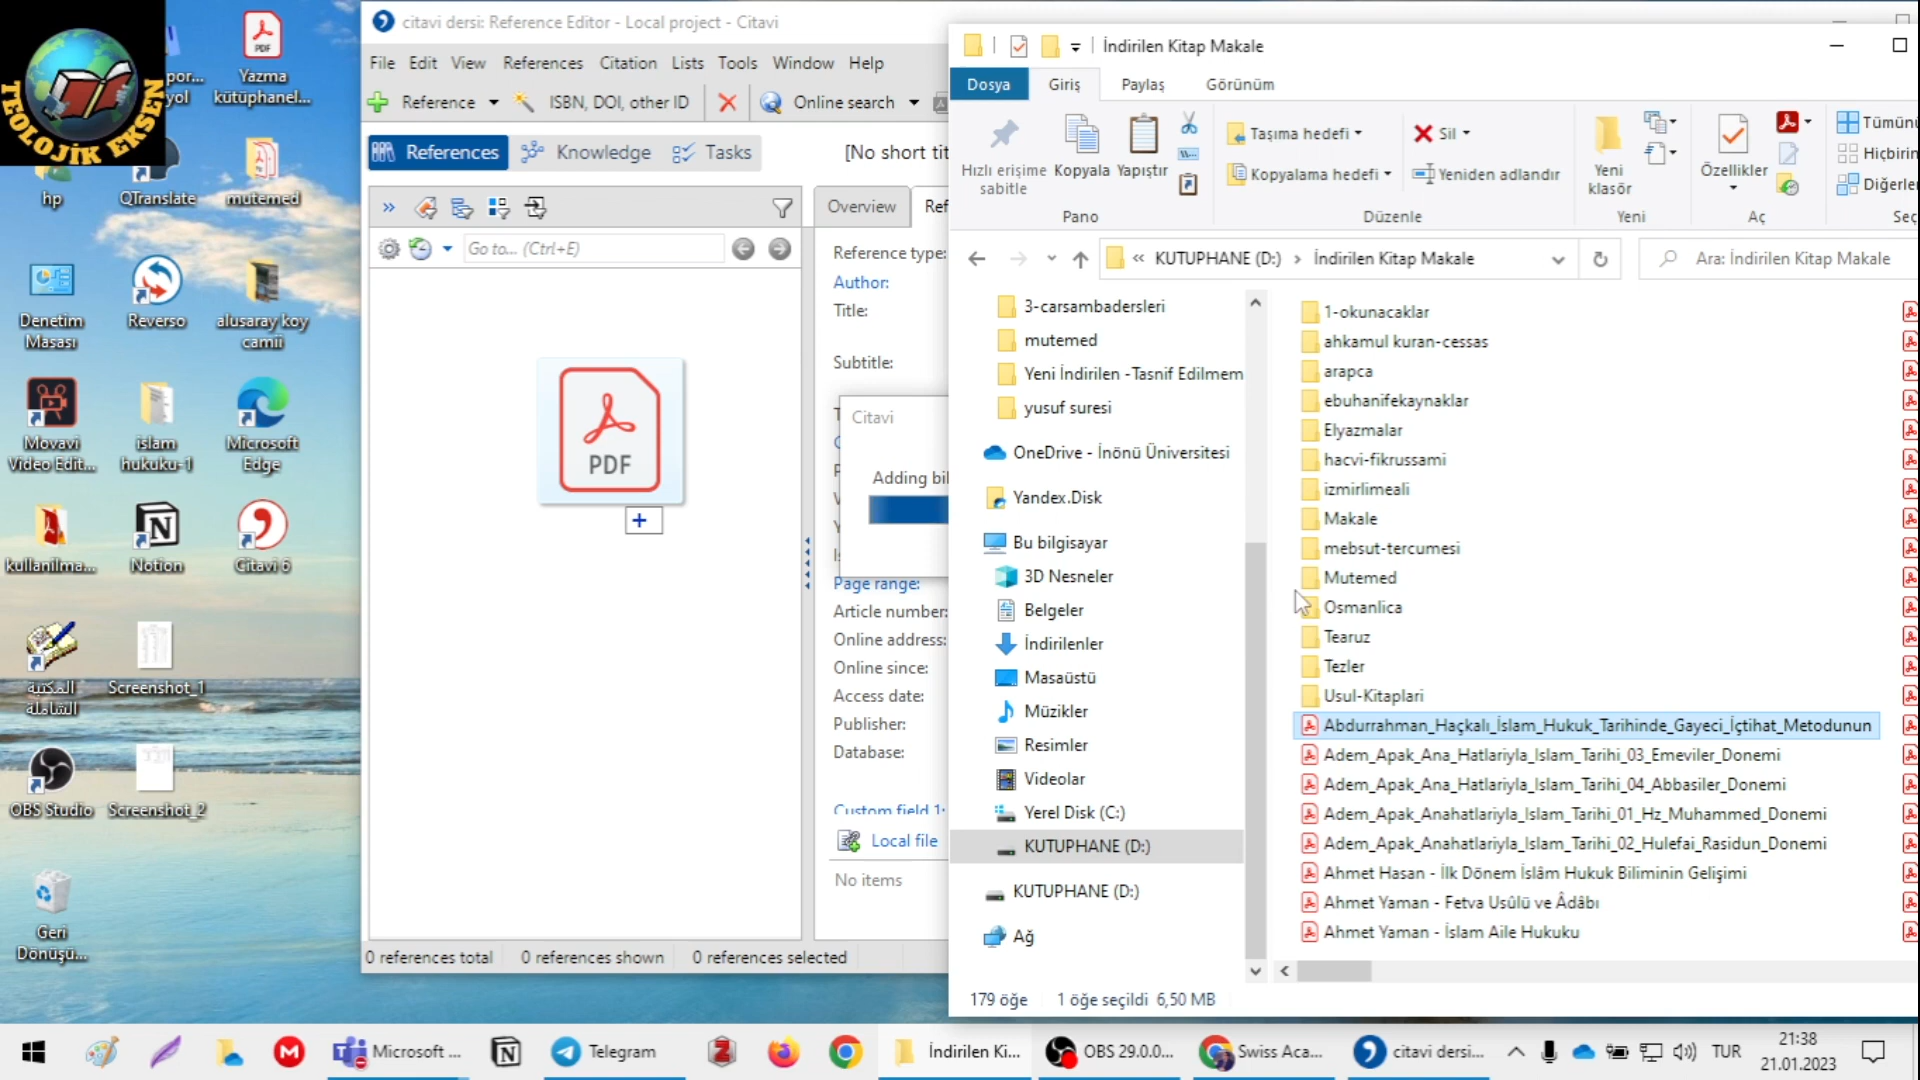 TEOLOJİK EKSEN
por...
yol
PDF
Yazma
kütüphanel...
hp
QTranslate
mutemed
Denetim
Masası
Reverso
alusaray koy
camii
Movavi
Video Edit...
islam
hukuku-1
Microsoft
Edge
kullanilma...
Notion
Citavi 6
المكتبة
الشاملة
Screenshot_1
OBS Studio
Screenshot_2
Geri
Dönüşü...
citavi dersi: Reference Editor - Local project - Citavi
File Edit View References Citation Lists Tools Window Help
Reference ISBN, DOI, other ID Online search
References Knowledge Tasks [No short tit
Go to... (Ctrl+E)
PDF
0 references total 0 references shown 0 references selected
Overview Ref
Reference type:
Author:
Title:
Subtitle:
Citavi
Adding bil
Page range:
Article number:
Online address:
Online since:
Access date:
Publisher:
Database:
Custom field 1:
Local file
No items
İndirilen Kitap Makale
Dosya Giriş Paylaş Görünüm
Hızlı erişime
sabitle
Kopyala
Yapıştır
Pano
Taşıma hedefi
Kopyalama hedefi
Sil
Yeniden adlandır
Düzenle
Yeni
klasör
Yeni
Özellikler
Aç
Tümünü
Hiçbirin
Diğerler
Seç
« KUTUPHANE (D:) › İndirilen Kitap Makale
Ara: İndirilen Kitap Makale
3-carsambadersleri
mutemed
Yeni İndirilen -Tasnif Edilmem
yusuf suresi
OneDrive - İnönü Üniversitesi
Yandex.Disk
Bu bilgisayar
3D Nesneler
Belgeler
İndirilenler
Masaüstü
Müzikler
Resimler
Videolar
Yerel Disk (C:)
KUTUPHANE (D:)
KUTUPHANE (D:)
Ağ
1-okunacaklar
ahkamul kuran-cessas
arapca
ebuhanifekaynaklar
Elyazmalar
hacvi-fikrussami
izmirlimeali
Makale
mebsut-tercumesi
Mutemed
Osmanlica
Tearuz
Tezler
Usul-Kitaplari
Abdurrahman_Haçkalı_İslam_Hukuk_Tarihinde_Gayeci_İçtihat_Metodunun
Adem_Apak_Ana_Hatlariyla_Islam_Tarihi_03_Emeviler_Donemi
Adem_Apak_Ana_Hatlariyla_Islam_Tarihi_04_Abbasiler_Donemi
Adem_Apak_Anahatlariyla_Islam_Tarihi_01_Hz_Muhammed_Donemi
Adem_Apak_Anahatlariyla_Islam_Tarihi_02_Hulefai_Rasidun_Donemi
Ahmet Hasan - İlk Dönem İslâm Hukuk Biliminin Gelişimi
Ahmet Yaman - Fetva Usûlü ve Âdâbı
Ahmet Yaman - İslam Aile Hukuku
179 öğe 1 öğe seçildi 6,50 MB
Microsoft ... Telegram İndirilen Ki... OBS 29.0.0... Swiss Aca... citavi dersi... TUR
21:38
21.01.2023